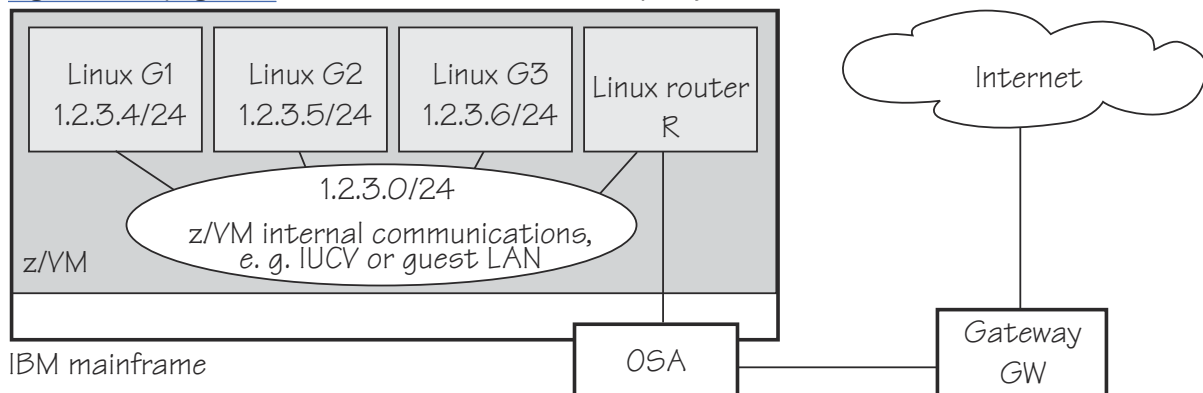 Linux G1
1.2.3.4/24
Linux G2
1.2.3.5/24
Linux G3
1.2.3.6/24
Linux router
R
Internet
1.2.3.0/24
z/VM internal communications,
e. g. IUCV or guest LAN
z/VM
IBM mainframe
OSA
Gateway
GW